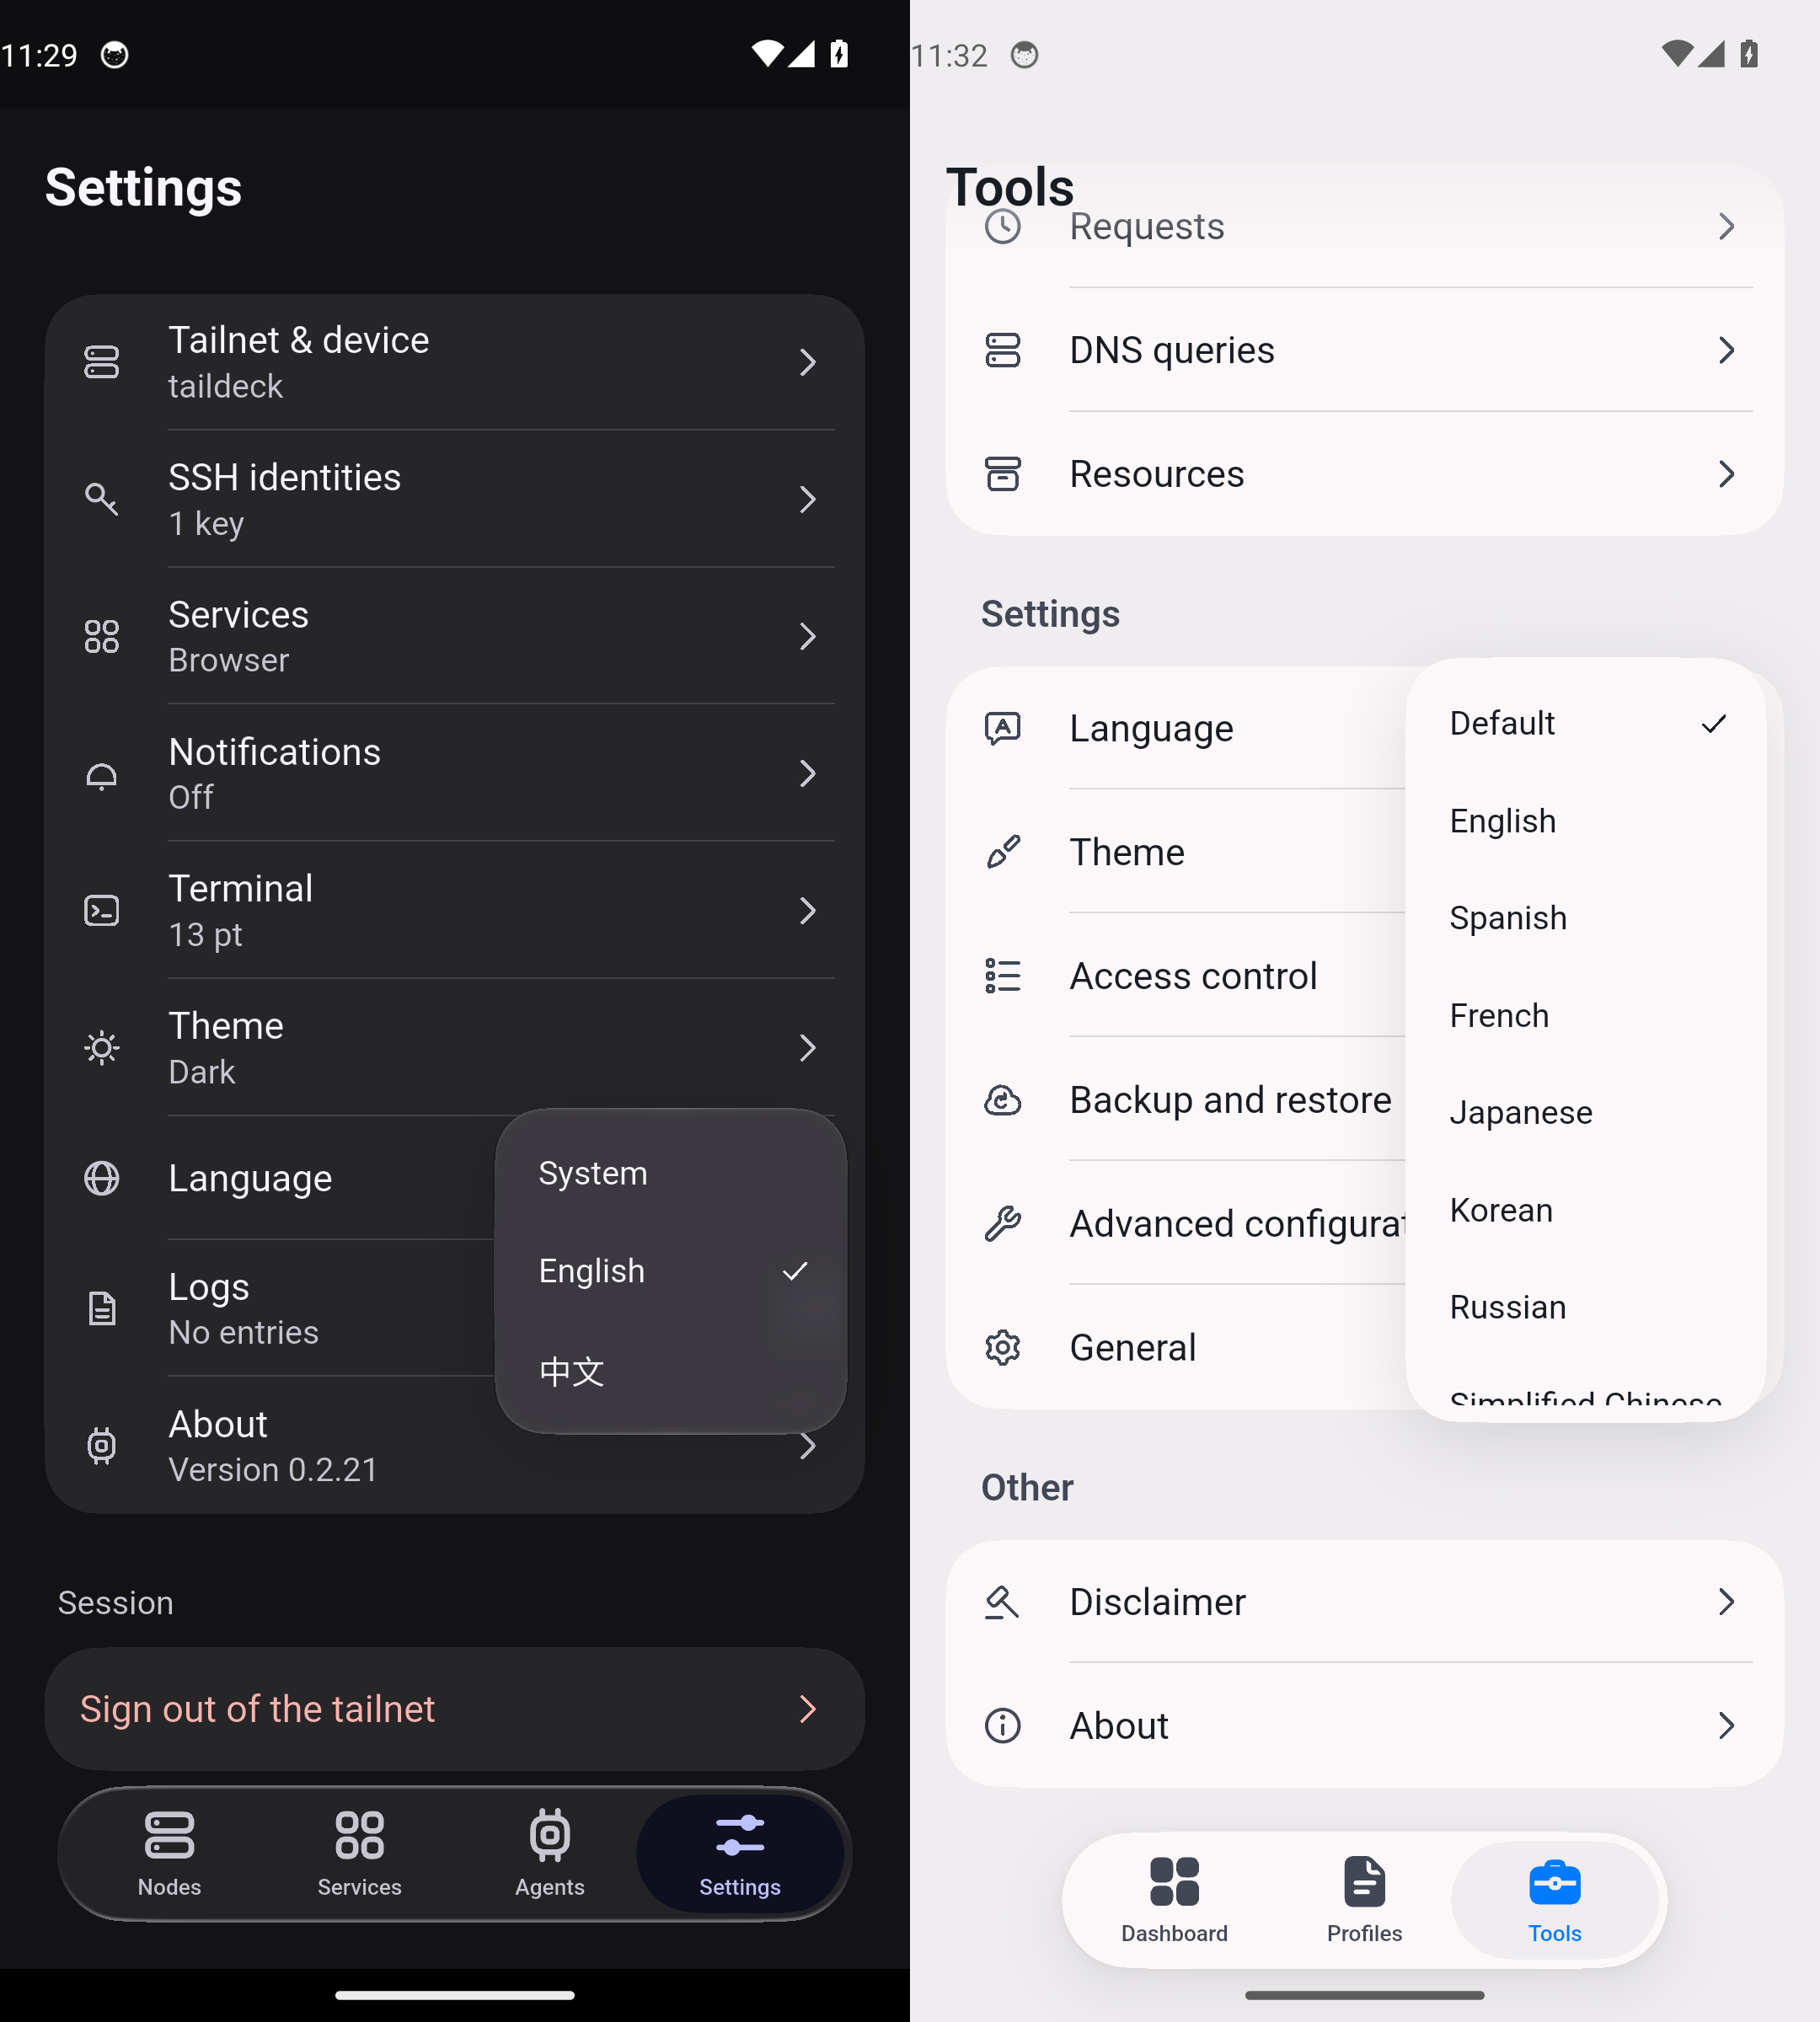 11:29
Settings
Tailnet & device
taildeck
SSH identities
1 key
Services
Browser
Notifications
Off
Terminal
13 pt
Theme
Dark
Language
System
English
中文
Logs
No entries
About
Version 0.2.21
Session
Sign out of the tailnet
Nodes
Services
Agents
Settings
11:32
Tools
Requests
DNS queries
Resources
Settings
Language
Theme
Access control
Backup and restore
Advanced configurat
General
Default
English
Spanish
French
Japanese
Korean
Russian
Simplified Chinese
Other
Disclaimer
About
Dashboard
Profiles
Tools